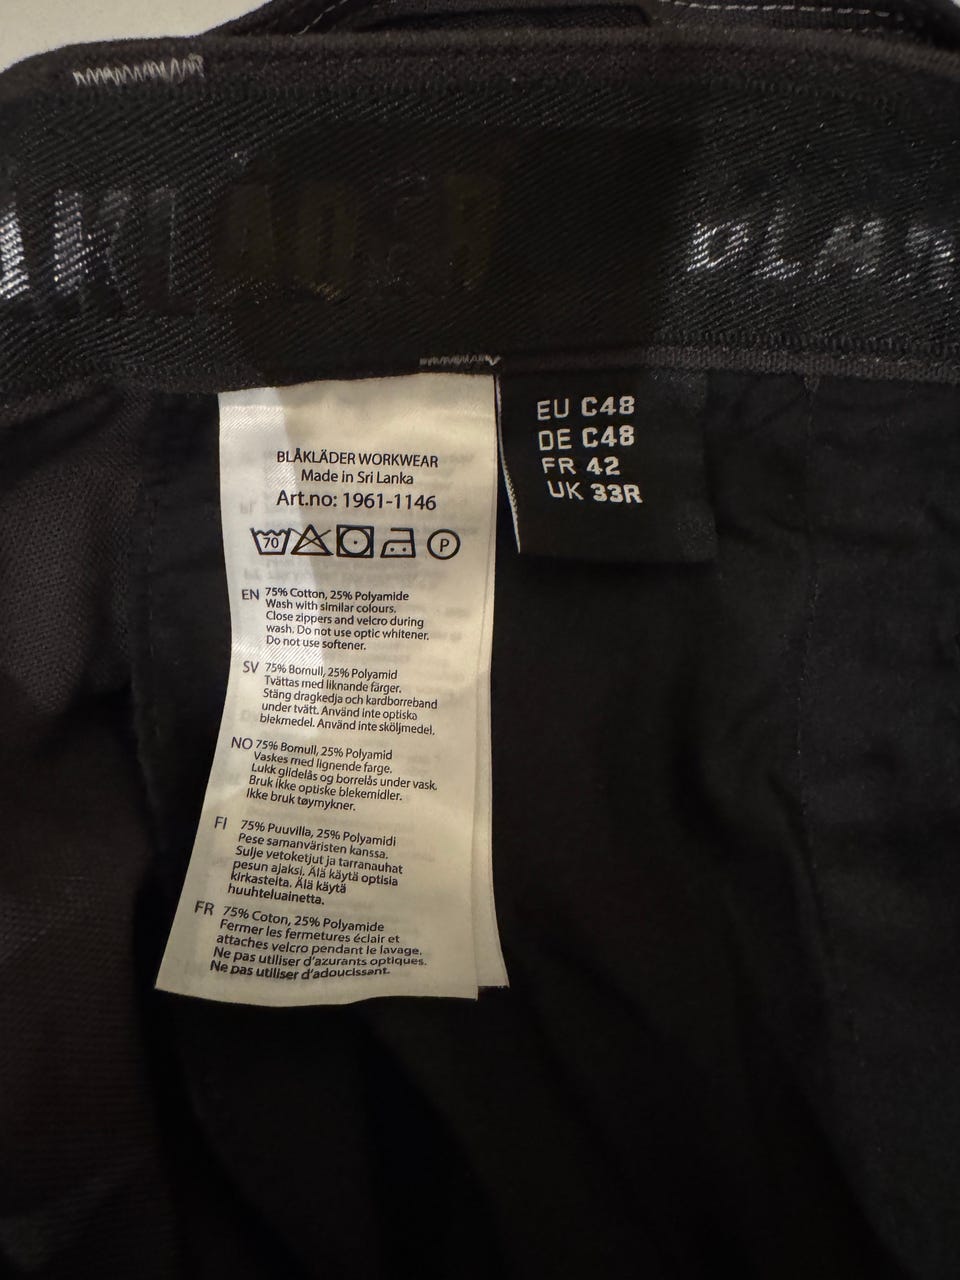 BLÅKLÄDER WORKWEAR
Made in Sri Lanka
Art.no: 1961-1146
70
P
EN 75% Cotton, 25% Polyamide
Wash with similar colours.
Close zippers and velcro during
wash. Do not use optic whitener.
Do not use softener.
SV 75% Bomull, 25% Polyamid
Tvättas med liknande färger.
Stäng dragkedja och kardborreband
under tvätt. Använd inte optiska
blekmedel. Använd inte sköljmedel.
NO 75% Bomull, 25% Polyamid
Vaskes med lignende farge.
Lukk glidelås og borrelås under vask.
Bruk ikke optiske blekemidler.
Ikke bruk tøymykner.
FI 75% Puuvilla, 25% Polyamidi
Pese samanväristen kanssa.
Sulje vetoketjut ja tarranauhat
pesun ajaksi. Älä käytä optisia
kirkasteita. Älä käytä
huuhteluainetta.
FR 75% Coton, 25% Polyamide
Fermer les fermetures éclair et
attaches velcro pendant le lavage.
Ne pas utiliser d'azurants optiques.
Ne pas utiliser d'adoucissant.
EU C48
DE C48
FR 42
UK 33R